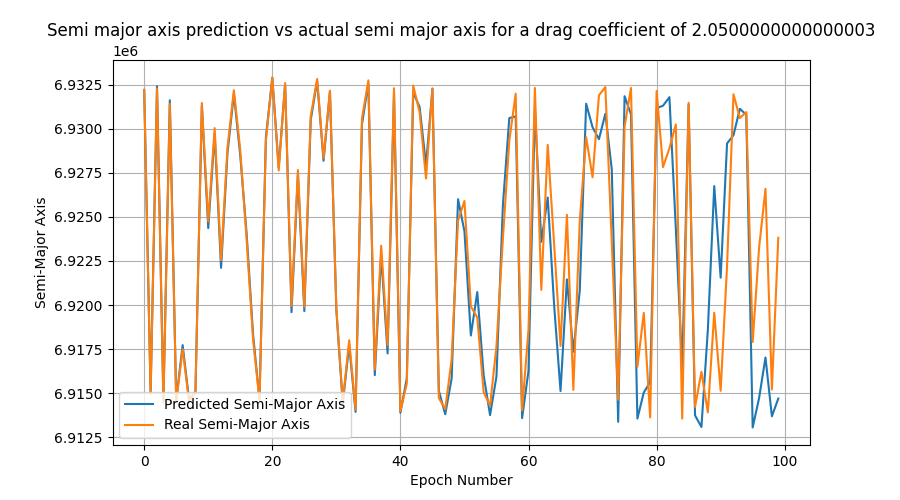 Semi major axis prediction vs actual semi major axis for a drag coefficient of 2.0500000000000003
1e6
6.9325
6.9300
6.9275
6.9250
6.9225
6.9200
6.9175
6.9150
6.9125
Semi-Major Axis
Predicted Semi-Major Axis
Real Semi-Major Axis
0 20 40 60 80 100
Epoch Number